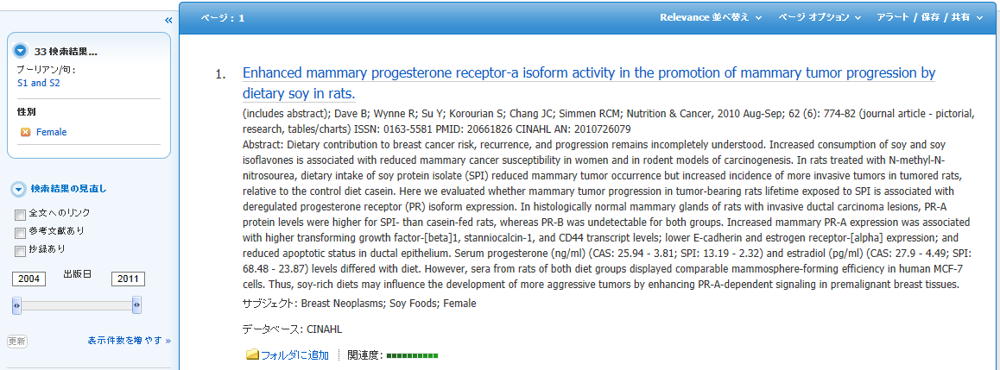 «
33 検索結果...
ブーリアン/句:
S1 and S2
性別
Female
検索結果の見直し
全文へのリンク
参考文献あり
抄録あり
出版日
2004
2011
更新
表示件数を増やす »
ページ: 1
Relevance 並べ替え
ページ オプション
アラート / 保存 / 共有
1.
Enhanced mammary progesterone receptor-a isoform activity in the promotion of mammary tumor progression by
dietary soy in rats.
(includes abstract); Dave B; Wynne R; Su Y; Korourian S; Chang JC; Simmen RCM; Nutrition & Cancer, 2010 Aug-Sep; 62 (6): 774-82 (journal article - pictorial,
research, tables/charts) ISSN: 0163-5581 PMID: 20661826 CINAHL AN: 2010726079
Abstract: Dietary contribution to breast cancer risk, recurrence, and progression remains incompletely understood. Increased consumption of soy and soy
isoflavones is associated with reduced mammary cancer susceptibility in women and in rodent models of carcinogenesis. In rats treated with N-methyl-N-
nitrosourea, dietary intake of soy protein isolate (SPI) reduced mammary tumor occurrence but increased incidence of more invasive tumors in tumored rats,
relative to the control diet casein. Here we evaluated whether mammary tumor progression in tumor-bearing rats lifetime exposed to SPI is associated with
deregulated progesterone receptor (PR) isoform expression. In histologically normal mammary glands of rats with invasive ductal carcinoma lesions, PR-A
protein levels were higher for SPI- than casein-fed rats, whereas PR-B was undetectable for both groups. Increased mammary PR-A expression was associated
with higher transforming growth factor-[beta]1, stanniocalcin-1, and CD44 transcript levels; lower E-cadherin and estrogen receptor-[alpha] expression; and
reduced apoptotic status in ductal epithelium. Serum progesterone (ng/ml) (CAS: 25.94 - 3.81; SPI: 13.19 - 2.32) and estradiol (pg/ml) (CAS: 27.9 - 4.49; SPI:
68.48 - 23.87) levels differed with diet. However, sera from rats of both diet groups displayed comparable mammosphere-forming efficiency in human MCF-7
cells. Thus, soy-rich diets may influence the development of more aggressive tumors by enhancing PR-A-dependent signaling in premalignant breast tissues.
サブジェクト: Breast Neoplasms; Soy Foods; Female
データベース: CINAHL
フォルダに追加
関連度: